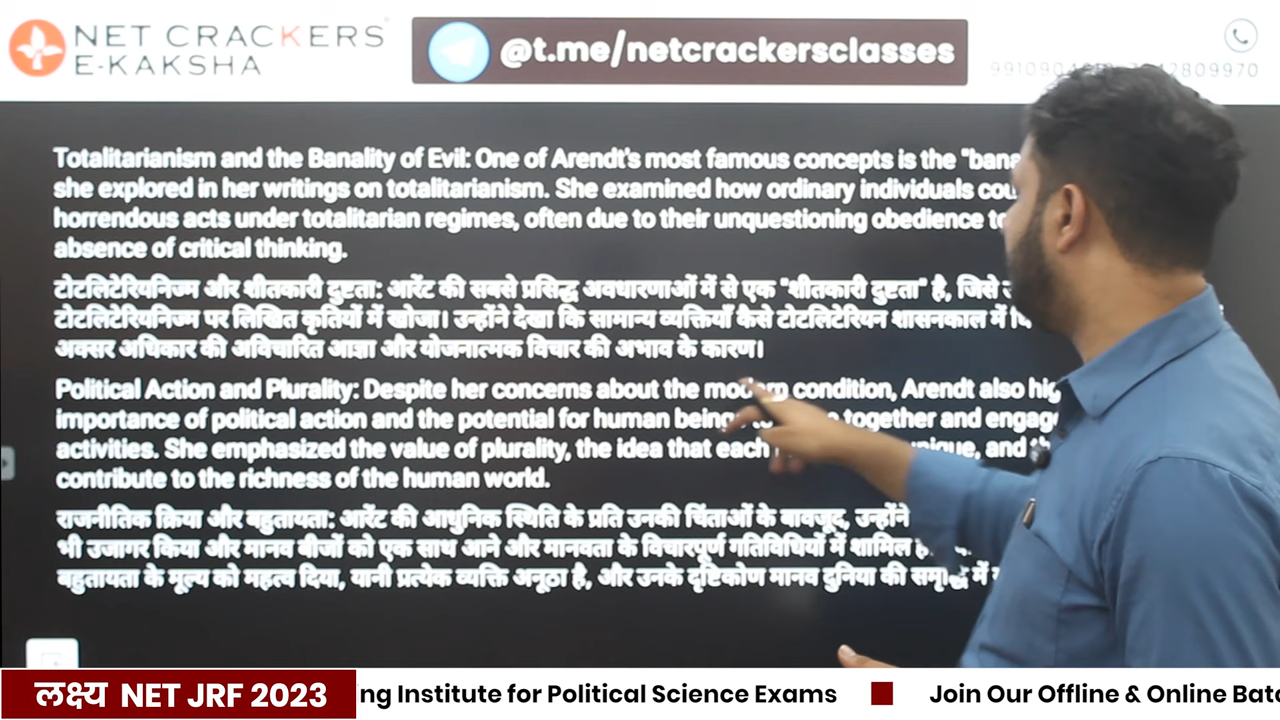 NET CRACKERS
E-KAKSHA
@t.me/netcrackersclasses
Totalitarianism and the Banality of Evil: One of Arendt's most famous concepts is the "bana
she explored in her writings on totalitarianism. She examined how ordinary individuals cou
horrendous acts under totalitarian regimes, often due to their unquestioning obedience to
absence of critical thinking.
टोटलिटेरियनिज्म और शीतकारी दुष्टता: आरेंट की सबसे प्रसिद्ध अवधारणाओं में से एक "शीतकारी दुष्टता" है, जिसे
टोटलिटेरियनिज्म पर लिखित कृतियों में खोजा। उन्होंने देखा कि सामान्य व्यक्तियाँ कैसे टोटलिटेरियन शासनकाल में
अक्सर अधिकार की अविचारित आज्ञा और योजनात्मक विचार की अभाव के कारण।
Political Action and Plurality: Despite her concerns about the modern condition, Arendt also hig
importance of political action and the potential for human being together and engag
activities. She emphasized the value of plurality, the idea that each unique, and
contribute to the richness of the human world.
राजनीतिक क्रिया और बहुतायता: आरेंट की आधुनिक स्थिति के प्रति उनकी चिंताओं के बावजूद, उन्होंने
भी उजागर किया और मानव बीजों को एक साथ आने और मानवता के विचारपूर्ण गतिविधियों में शामिल
बहुतायता के मूल्य को महत्व दिया, यानी प्रत्येक व्यक्ति अनूठा है, और उनके दृष्टिकोण मानव दुनिया की समृद्धि में
लक्ष्य NET JRF 2023
ng Institute for Political Science Exams
Join Our Offline & Online Bat